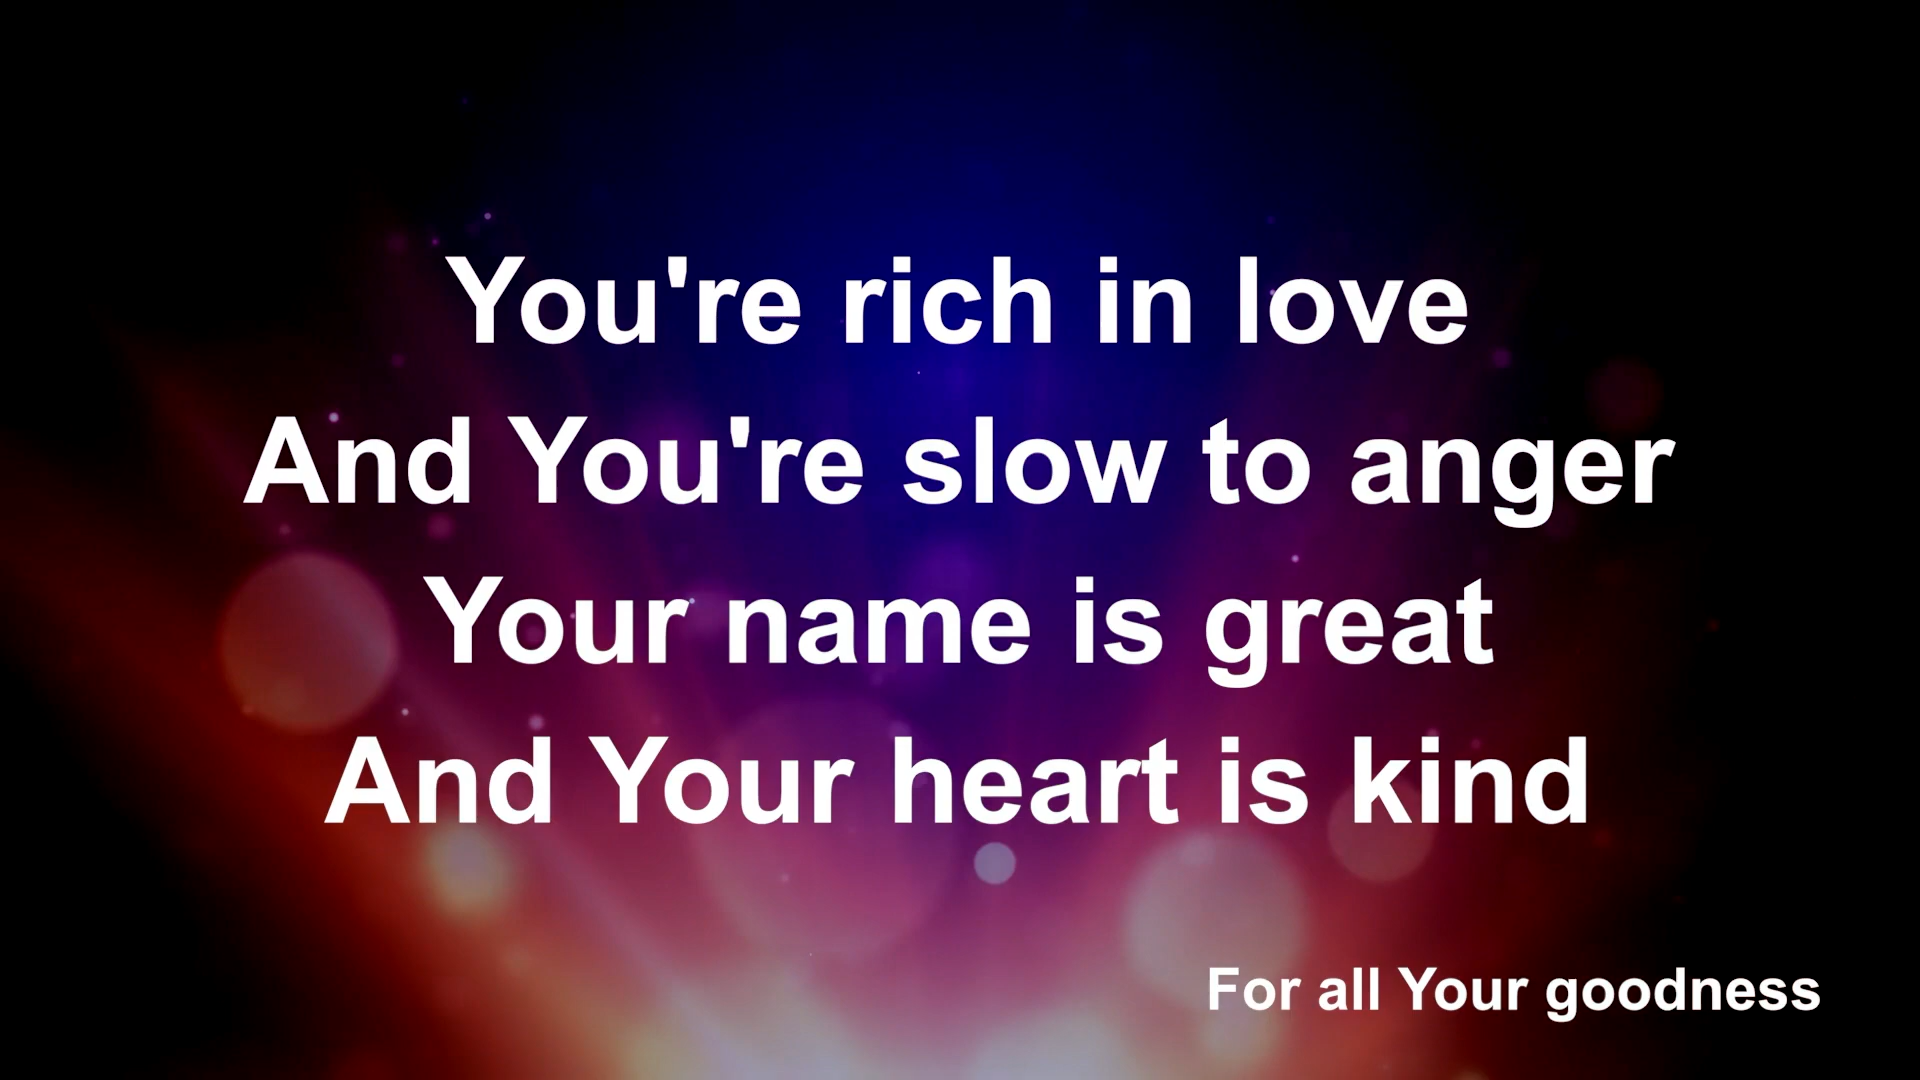 You're rich in love
And You're slow to anger
Your name is great
And Your heart is kind
For all Your goodness